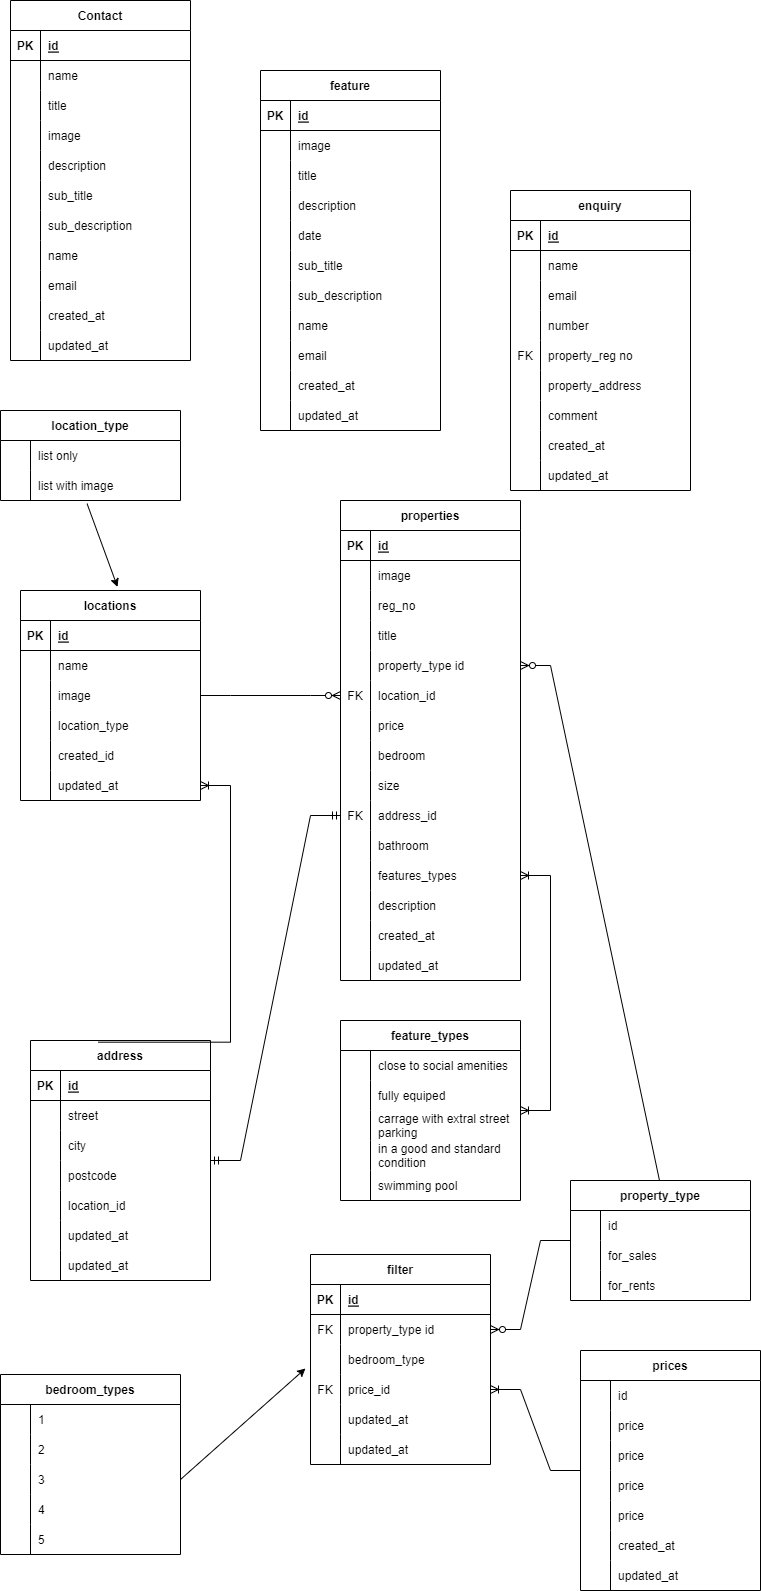 Contact
PK id
name
title
image
description
sub_title
sub_description
name
email
created_at
updated_at
feature
PK id
image
title
description
date
sub_title
sub_description
name
email
created_at
updated_at
enquiry
PK id
name
email
number
FK property_reg no
property_address
comment
created_at
updated_at
location_type
list only
list with image
properties
PK id
image
reg_no
title
property_type id
FK location_id
price
bedroom
size
FK address_id
bathroom
features_types
description
created_at
updated_at
locations
PK id
name
image
location_type
created_id
updated_at
address
PK id
street
city
postcode
location_id
updated_at
updated_at
feature_types
close to social amenities
fully equiped
carrage with extral street
parking
in a good and standard
condition
swimming pool
property_type
id
for_sales
for_rents
filter
PK id
FK property_type id
bedroom_type
FK price_id
updated_at
updated_at
prices
id
price
price
price
price
created_at
updated_at
bedroom_types
1
2
3
4
5